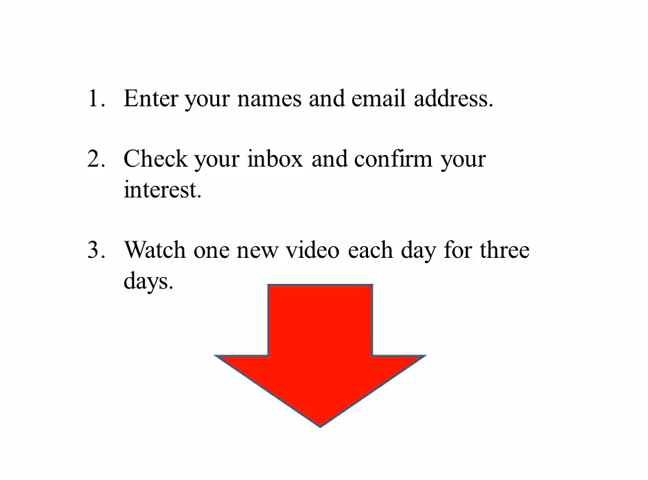 1. Enter your names and email address.
2. Check your inbox and confirm your
interest.
3. Watch one new video each day for three
days.